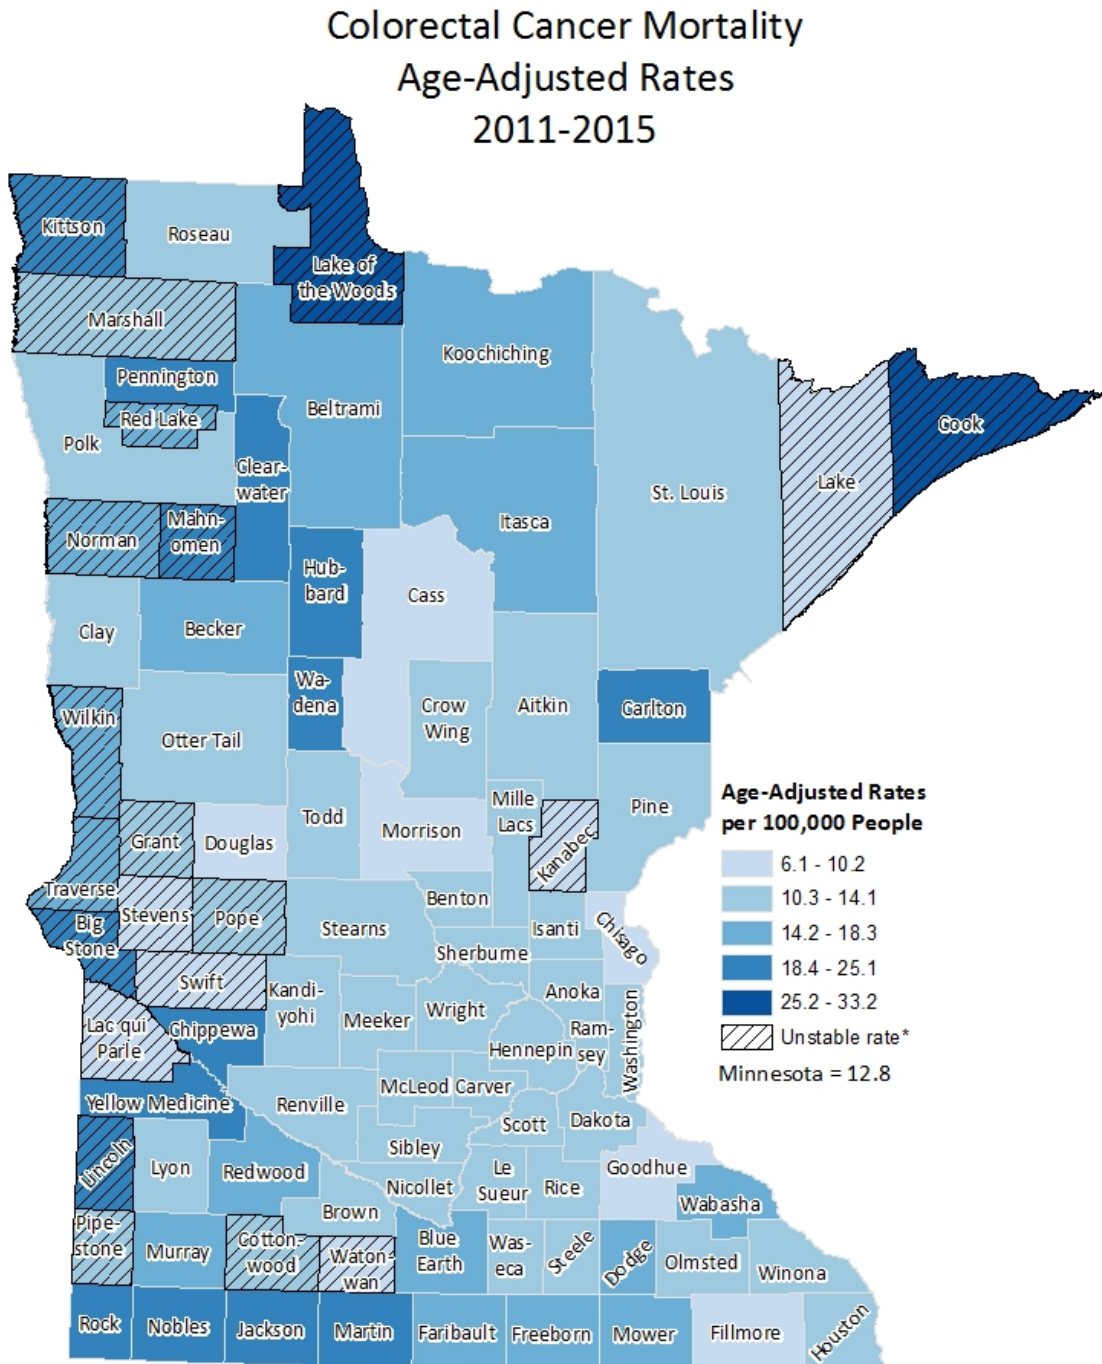 Colorectal Cancer Mortality
Age-Adjusted Rates
2011-2015
Kittson
Roseau
Lake of
the Woods
Marshall
Koochiching
Pennington
Beltrami
Red Lake
Polk
Cook
Clear-
water
Lake
St. Louis
Itasca
Norman
Mahn-
omen
Hub-
bard
Cass
Clay
Becker
Wa-
dena
Crow
Wing
Aitkin
Carlton
Wilkin
Otter Tail
Todd
Morrison
Mille
Lacs
Pine
Grant
Douglas
Kanabec
Traverse
Stevens
Pope
Benton
Big
Stone
Stearns
Isanti
Chisago
Sherburne
Swift
Kandi-
yohi
Anoka
Wright
Meeker
Lac qui
Parle
Chippewa
Ram-
sey
Washington
Hennepin
McLeod
Carver
Yellow Medicine
Renville
Scott
Dakota
Sibley
Lincoln
Lyon
Redwood
Nicollet
Le
Sueur
Rice
Goodhue
Wabasha
Brown
Pipe-
stone
Murray
Cotton-
wood
Waton-
wan
Blue
Earth
Was-
eca
Steele
Dodge
Olmsted
Winona
Rock
Nobles
Jackson
Martin
Faribault
Freeborn
Mower
Fillmore
Houston
Age-Adjusted Rates
per 100,000 People
6.1 - 10.2
10.3 - 14.1
14.2 - 18.3
18.4 - 25.1
25.2 - 33.2
Unstable rate*
Minnesota = 12.8